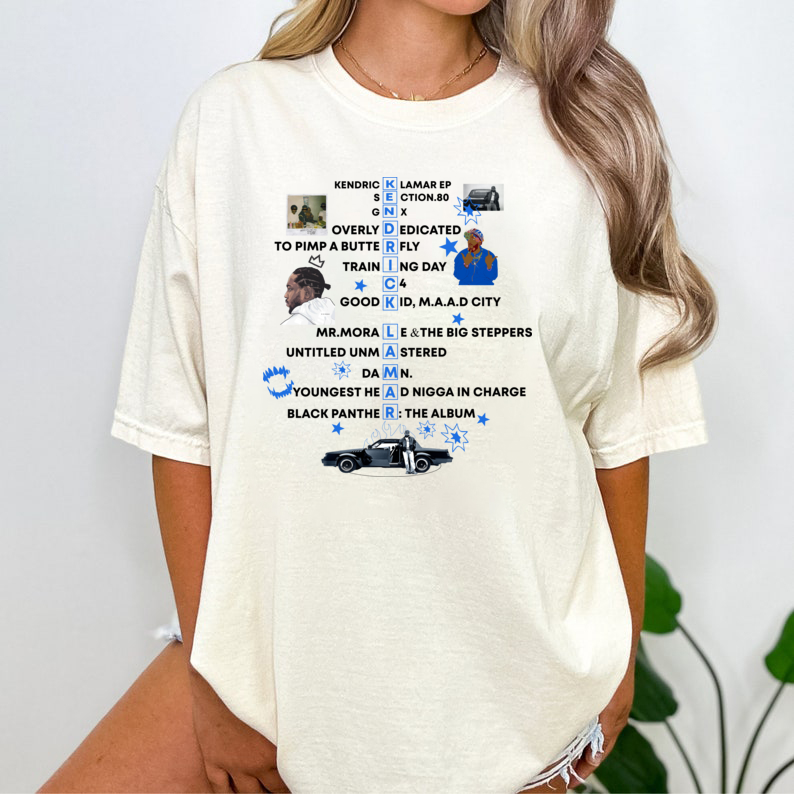 KENDRICK LAMAR EP
SECTION.80
GNX
OVERLY DEDICATED
TO PIMP A BUTTERFLY
TRAINING DAY
C4
GOOD KID, M.A.A.D CITY
MR.MORALE &THE BIG STEPPERS
UNTITLED UNMASTERED
DAMN.
YOUNGEST HEAD NIGGA IN CHARGE
BLACK PANTHER: THE ALBUM